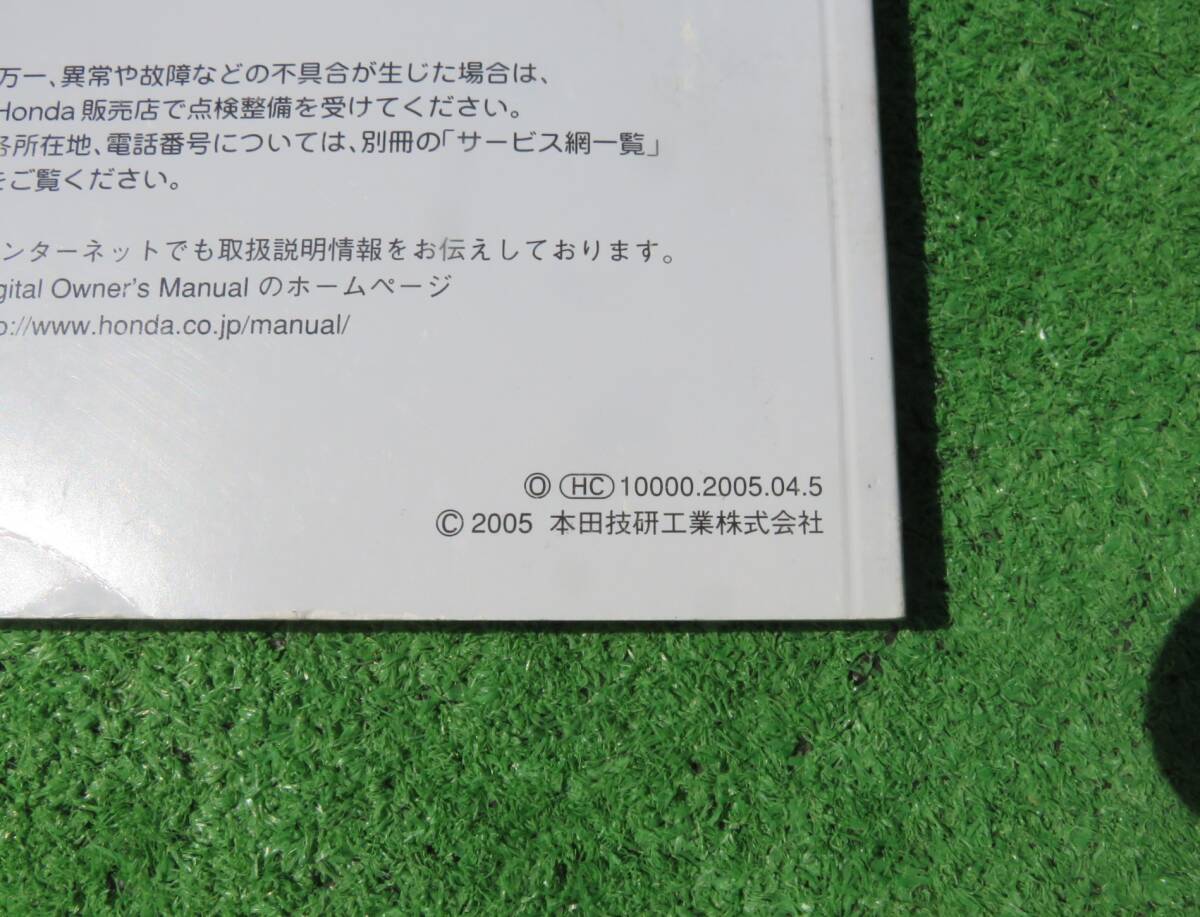 万一、異常や故障などの不具合が生じた場合は、
Honda 販売店で点検整備を受けてください。
所在地、電話番号については、別冊の「サービス網一覧」
をご覧ください。
ンターネットでも取扱説明情報をお伝えしております。
gital Owner's Manual のホームページ
p://www.honda.co.jp/manual/
Ⓞ HC 10000.2005.04.5
© 2005 本田技研工業株式会社